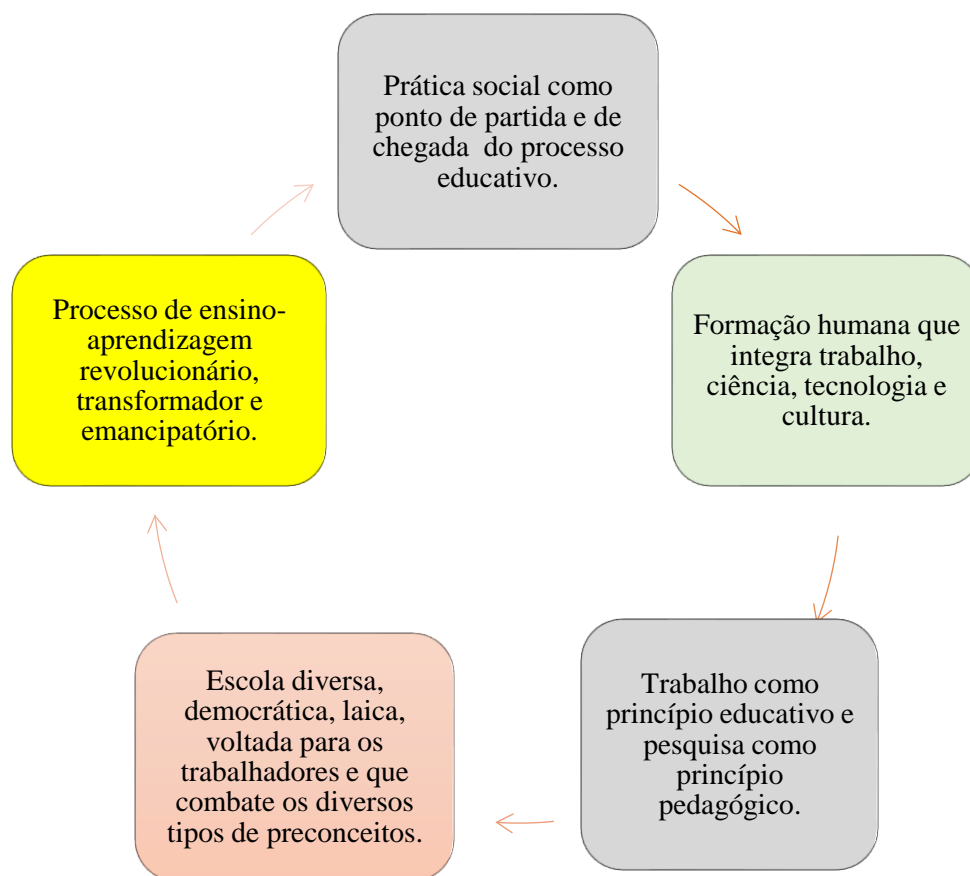 Prática social como
ponto de partida e de
chegada do processo
educativo.
Formação humana que
integra trabalho,
ciência, tecnologia e
cultura.
Trabalho como
princípio educativo e
pesquisa como
princípio
pedagógico.
Escola diversa,
democrática, laica,
voltada para os
trabalhadores e que
combate os diversos
tipos de preconceitos.
Processo de ensino-
aprendizagem
revolucionário,
transformador e
emancipatório.